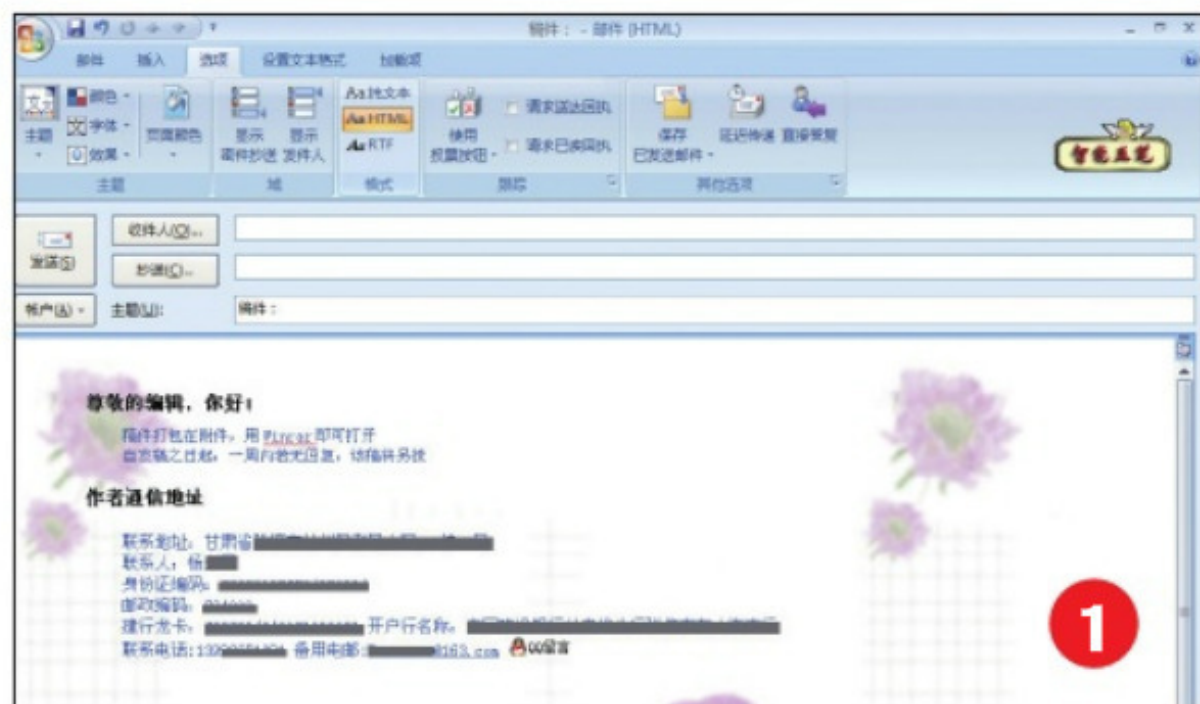 稿件： - 邮件 (HTML)
邮件 插入 选项 设置文本格式 加载项
主题
颜色
字体
效果
页面颜色
显示密件抄送
显示发件人
Aa 纯文本
Aa HTML
Aa RTF
使用投票按钮
请求送达回执
请求已读回执
保存已发送邮件
延迟传递
直接答复
主题 域 格式 跟踪 其他选项
智能五笔
发送(S)
收件人(O)...
抄送(C)...
帐户(A)
主题(U):
稿件：
尊敬的编辑，你好！
稿件打包在附件，用 Winrar 即可打开
自发稿之日起，一周内若无回复，该稿将另投
作者通信地址
联系地址：甘肃省
联系人：杨
身份证编码：
邮政编码：
建行龙卡： 开户行名称：
联系电话:13 备用电邮: @163.com QQ留言
1